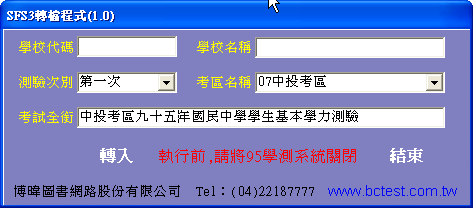 SFS3轉檔程式(1.0)
學校代碼 學校名稱
測驗次別 第一次 考區名稱 07中投考區
考試全銜 中投考區九十五年國民中學學生基本學力測驗
轉入 執行前,請將95學測系統關閉 結束
博暐圖書網路股份有限公司 Tel:(04)22187777 www.bctest.com.tw